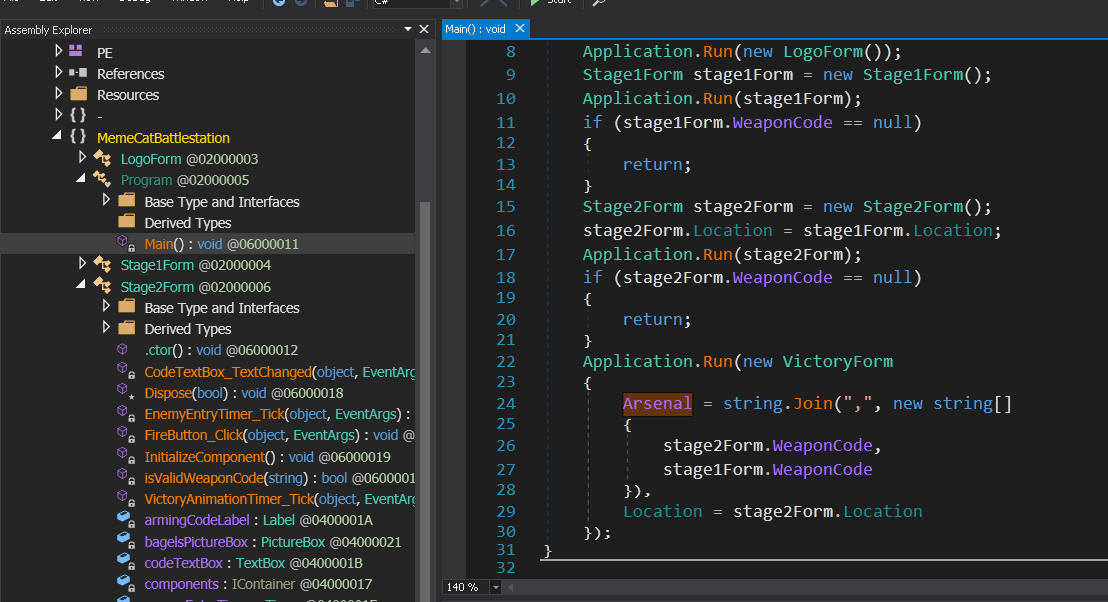 C#
Start
Assembly Explorer
PE
References
Resources
{ } -
{ } MemeCatBattlestation
LogoForm @02000003
Program @02000005
Base Type and Interfaces
Derived Types
Main() : void @06000011
Stage1Form @02000004
Stage2Form @02000006
Base Type and Interfaces
Derived Types
.ctor() : void @06000012
CodeTextBox_TextChanged(object, EventArg
Dispose(bool) : void @06000018
EnemyEntryTimer_Tick(object, EventArgs) :
FireButton_Click(object, EventArgs) : void @
InitializeComponent() : void @06000019
isValidWeaponCode(string) : bool @0600001
VictoryAnimationTimer_Tick(object, EventArg
armingCodeLabel : Label @0400001A
bagelsPictureBox : PictureBox @04000021
codeTextBox : TextBox @0400001B
components : IContainer @04000017
Main() : void
8 Application.Run(new LogoForm());
9 Stage1Form stage1Form = new Stage1Form();
10 Application.Run(stage1Form);
11 if (stage1Form.WeaponCode == null)
12 {
13 return;
14 }
15 Stage2Form stage2Form = new Stage2Form();
16 stage2Form.Location = stage1Form.Location;
17 Application.Run(stage2Form);
18 if (stage2Form.WeaponCode == null)
19 {
20 return;
21 }
22 Application.Run(new VictoryForm
23 {
24 Arsenal = string.Join(",", new string[]
25 {
26 stage2Form.WeaponCode,
27 stage1Form.WeaponCode
28 }),
29 Location = stage2Form.Location
30 });
31 }
32
140 %